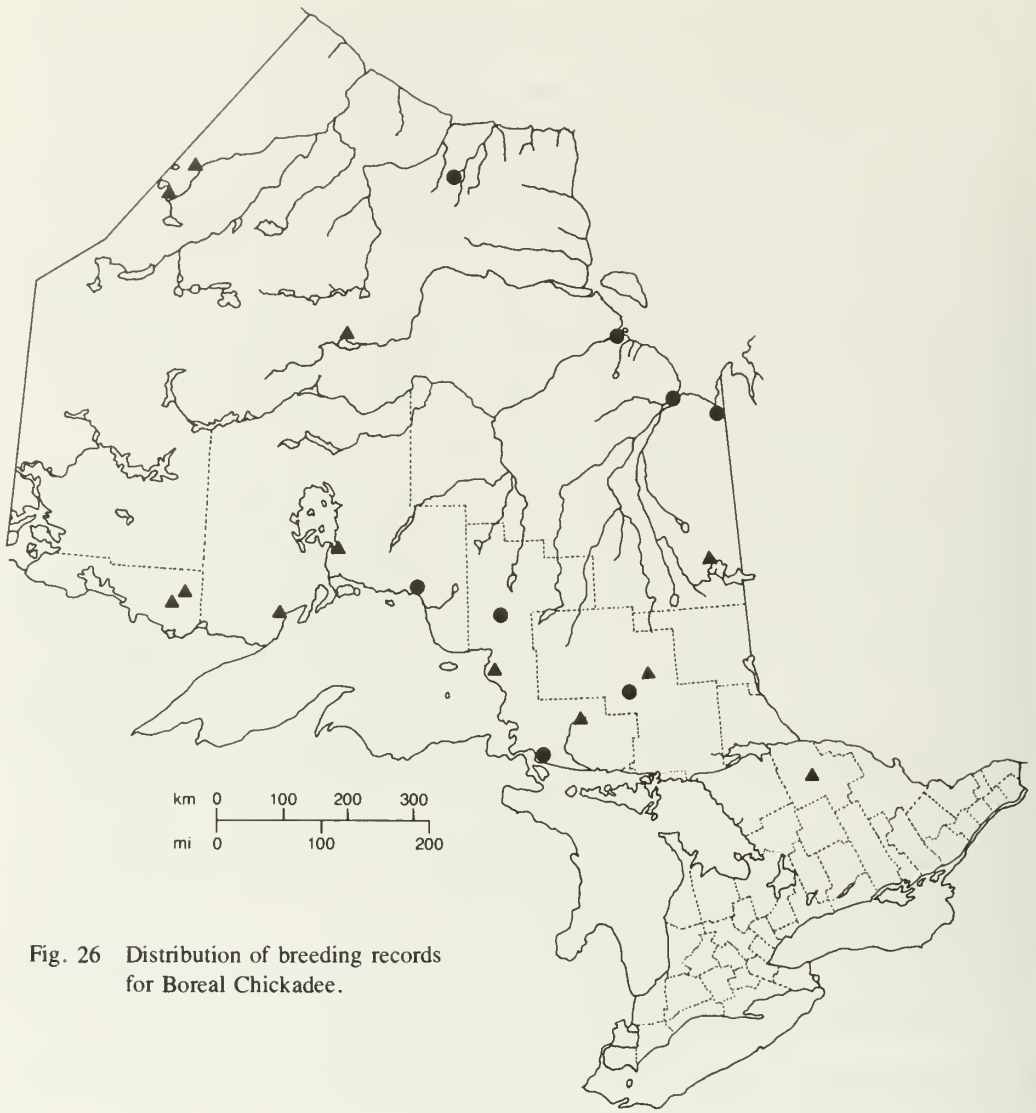 km 0 100 200 300
mi 0 100 200
Fig. 26 Distribution of breeding records
for Boreal Chickadee.